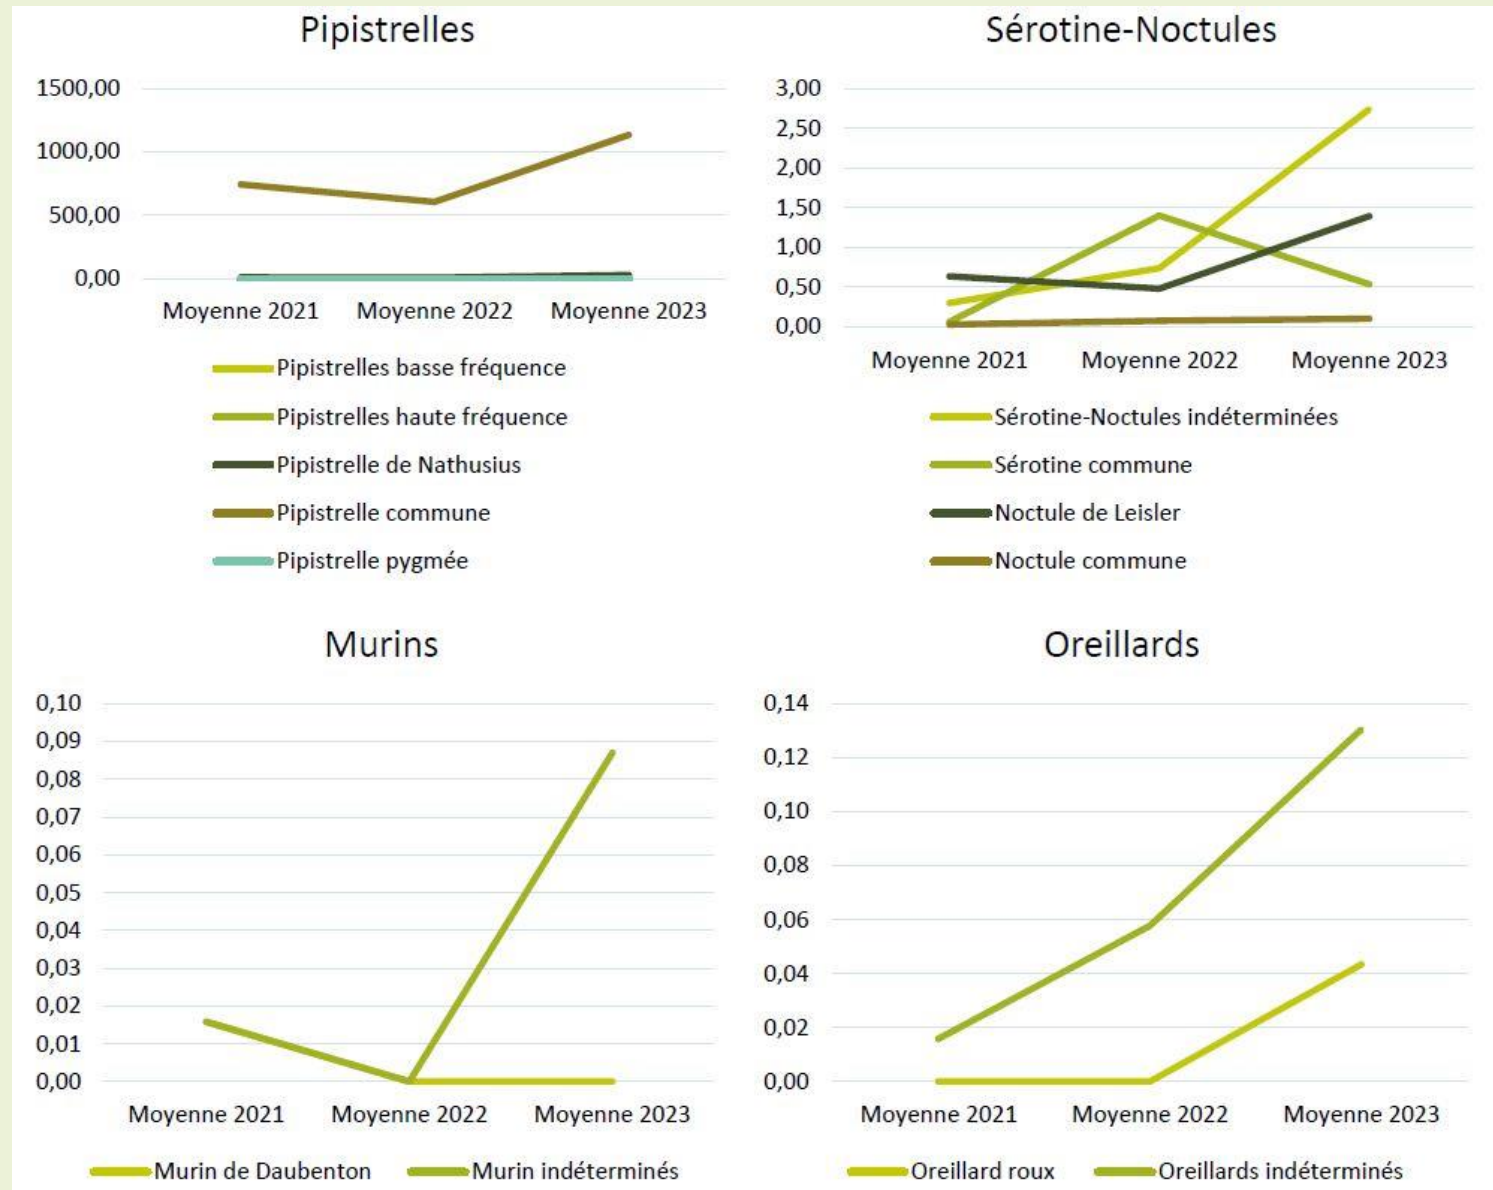 Pipistrelles
1500,00
1000,00
500,00
0,00
Moyenne 2021 Moyenne 2022 Moyenne 2023
Pipistrelles basse fréquence
Pipistrelles haute fréquence
Pipistrelle de Nathusius
Pipistrelle commune
Pipistrelle pygmée
Sérotine-Noctules
3,00
2,50
2,00
1,50
1,00
0,50
0,00
Moyenne 2021 Moyenne 2022 Moyenne 2023
Sérotine-Noctules indéterminées
Sérotine commune
Noctule de Leisler
Noctule commune
Murins
0,10
0,09
0,08
0,07
0,06
0,05
0,04
0,03
0,02
0,01
0,00
Moyenne 2021 Moyenne 2022 Moyenne 2023
Murin de Daubenton Murin indéterminés
Oreillards
0,14
0,12
0,10
0,08
0,06
0,04
0,02
0,00
Moyenne 2021 Moyenne 2022 Moyenne 2023
Oreillard roux Oreillards indéterminés